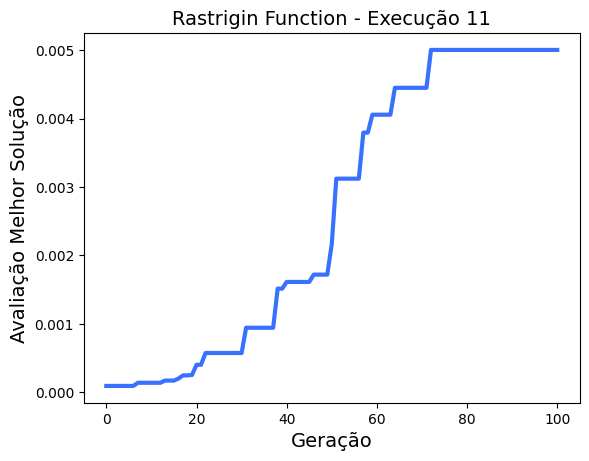 Rastrigin Function - Execução 11
Avaliação Melhor Solução
0.005
0.004
0.003
0.002
0.001
0.000
0 20 40 60 80 100
Geração